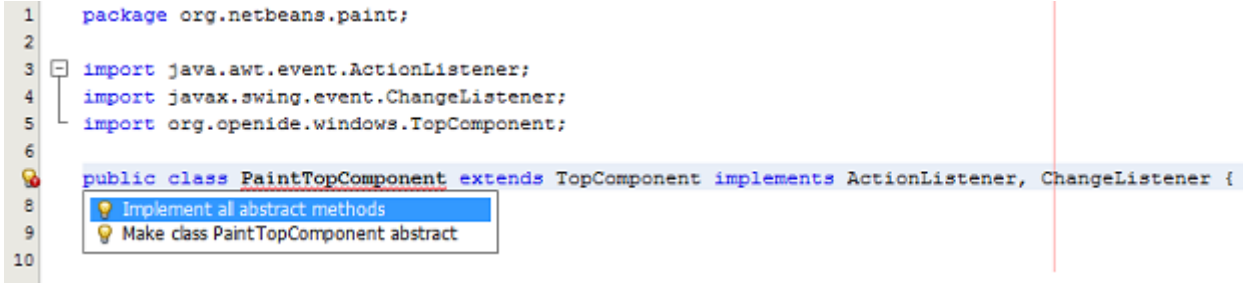 1 package org.netbeans.paint;
2
3 import java.awt.event.ActionListener;
4 import javax.swing.event.ChangeListener;
5 import org.openide.windows.TopComponent;
6
public class PaintTopComponent extends TopComponent implements ActionListener, ChangeListener {
8 Implement all abstract methods
9 Make class PaintTopComponent abstract
10